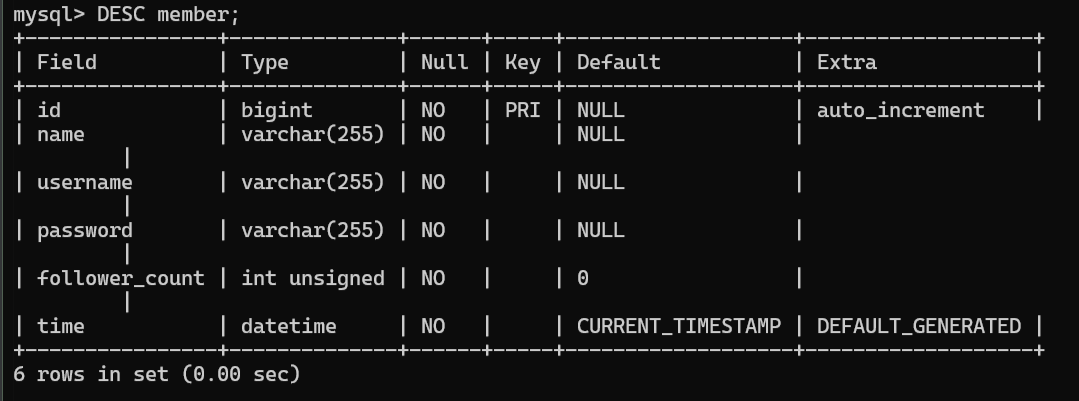 mysql> DESC member;
+----------------+--------------+------+-----+-------------------+-------------------+
| Field          | Type         | Null | Key | Default           | Extra             |
+----------------+--------------+------+-----+-------------------+-------------------+
| id             | bigint       | NO   | PRI | NULL              | auto_increment    |
| name           | varchar(255) | NO   |     | NULL              |
         |
| username       | varchar(255) | NO   |     | NULL              |
         |
| password       | varchar(255) | NO   |     | NULL              |
         |
| follower_count | int unsigned | NO   |     | 0                 |
         |
| time           | datetime     | NO   |     | CURRENT_TIMESTAMP | DEFAULT_GENERATED |
+----------------+--------------+------+-----+-------------------+-------------------+
6 rows in set (0.00 sec)